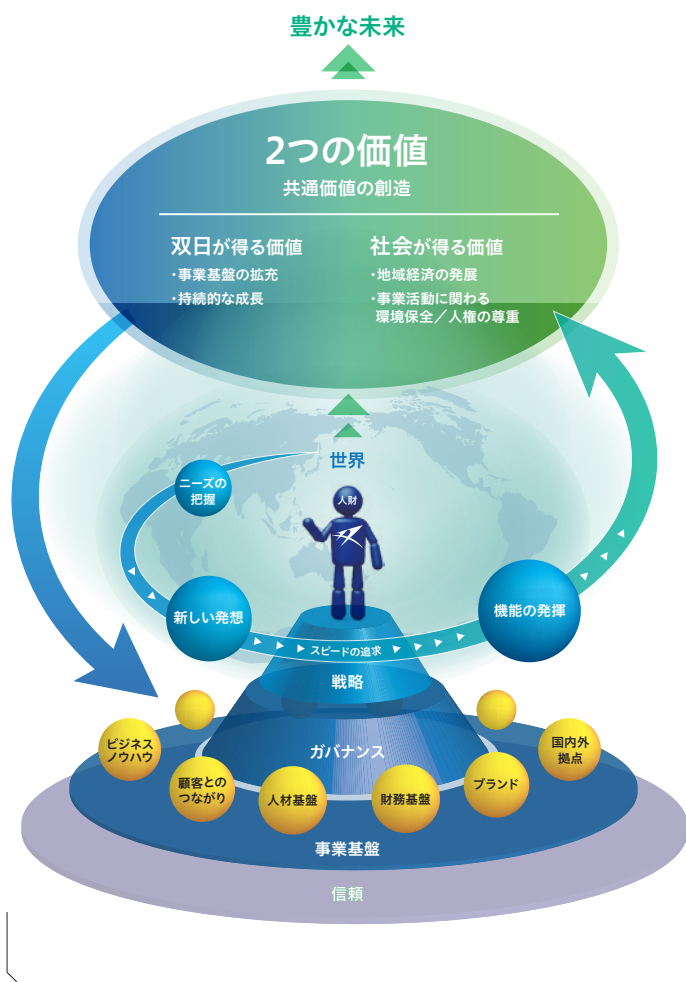 豊かな未来
2つの価値
共通価値の創造
双日が得る価値
・事業基盤の拡充
・持続的な成長
社会が得る価値
・地域経済の発展
・事業活動に関わる
環境保全／人権の尊重
世界
ニーズの
把握
人財
新しい発想
機能の発揮
スピードの追求
戦略
ガバナンス
ビジネス
ノウハウ
顧客との
つながり
人材基盤
財務基盤
ブランド
国内外
拠点
事業基盤
信頼